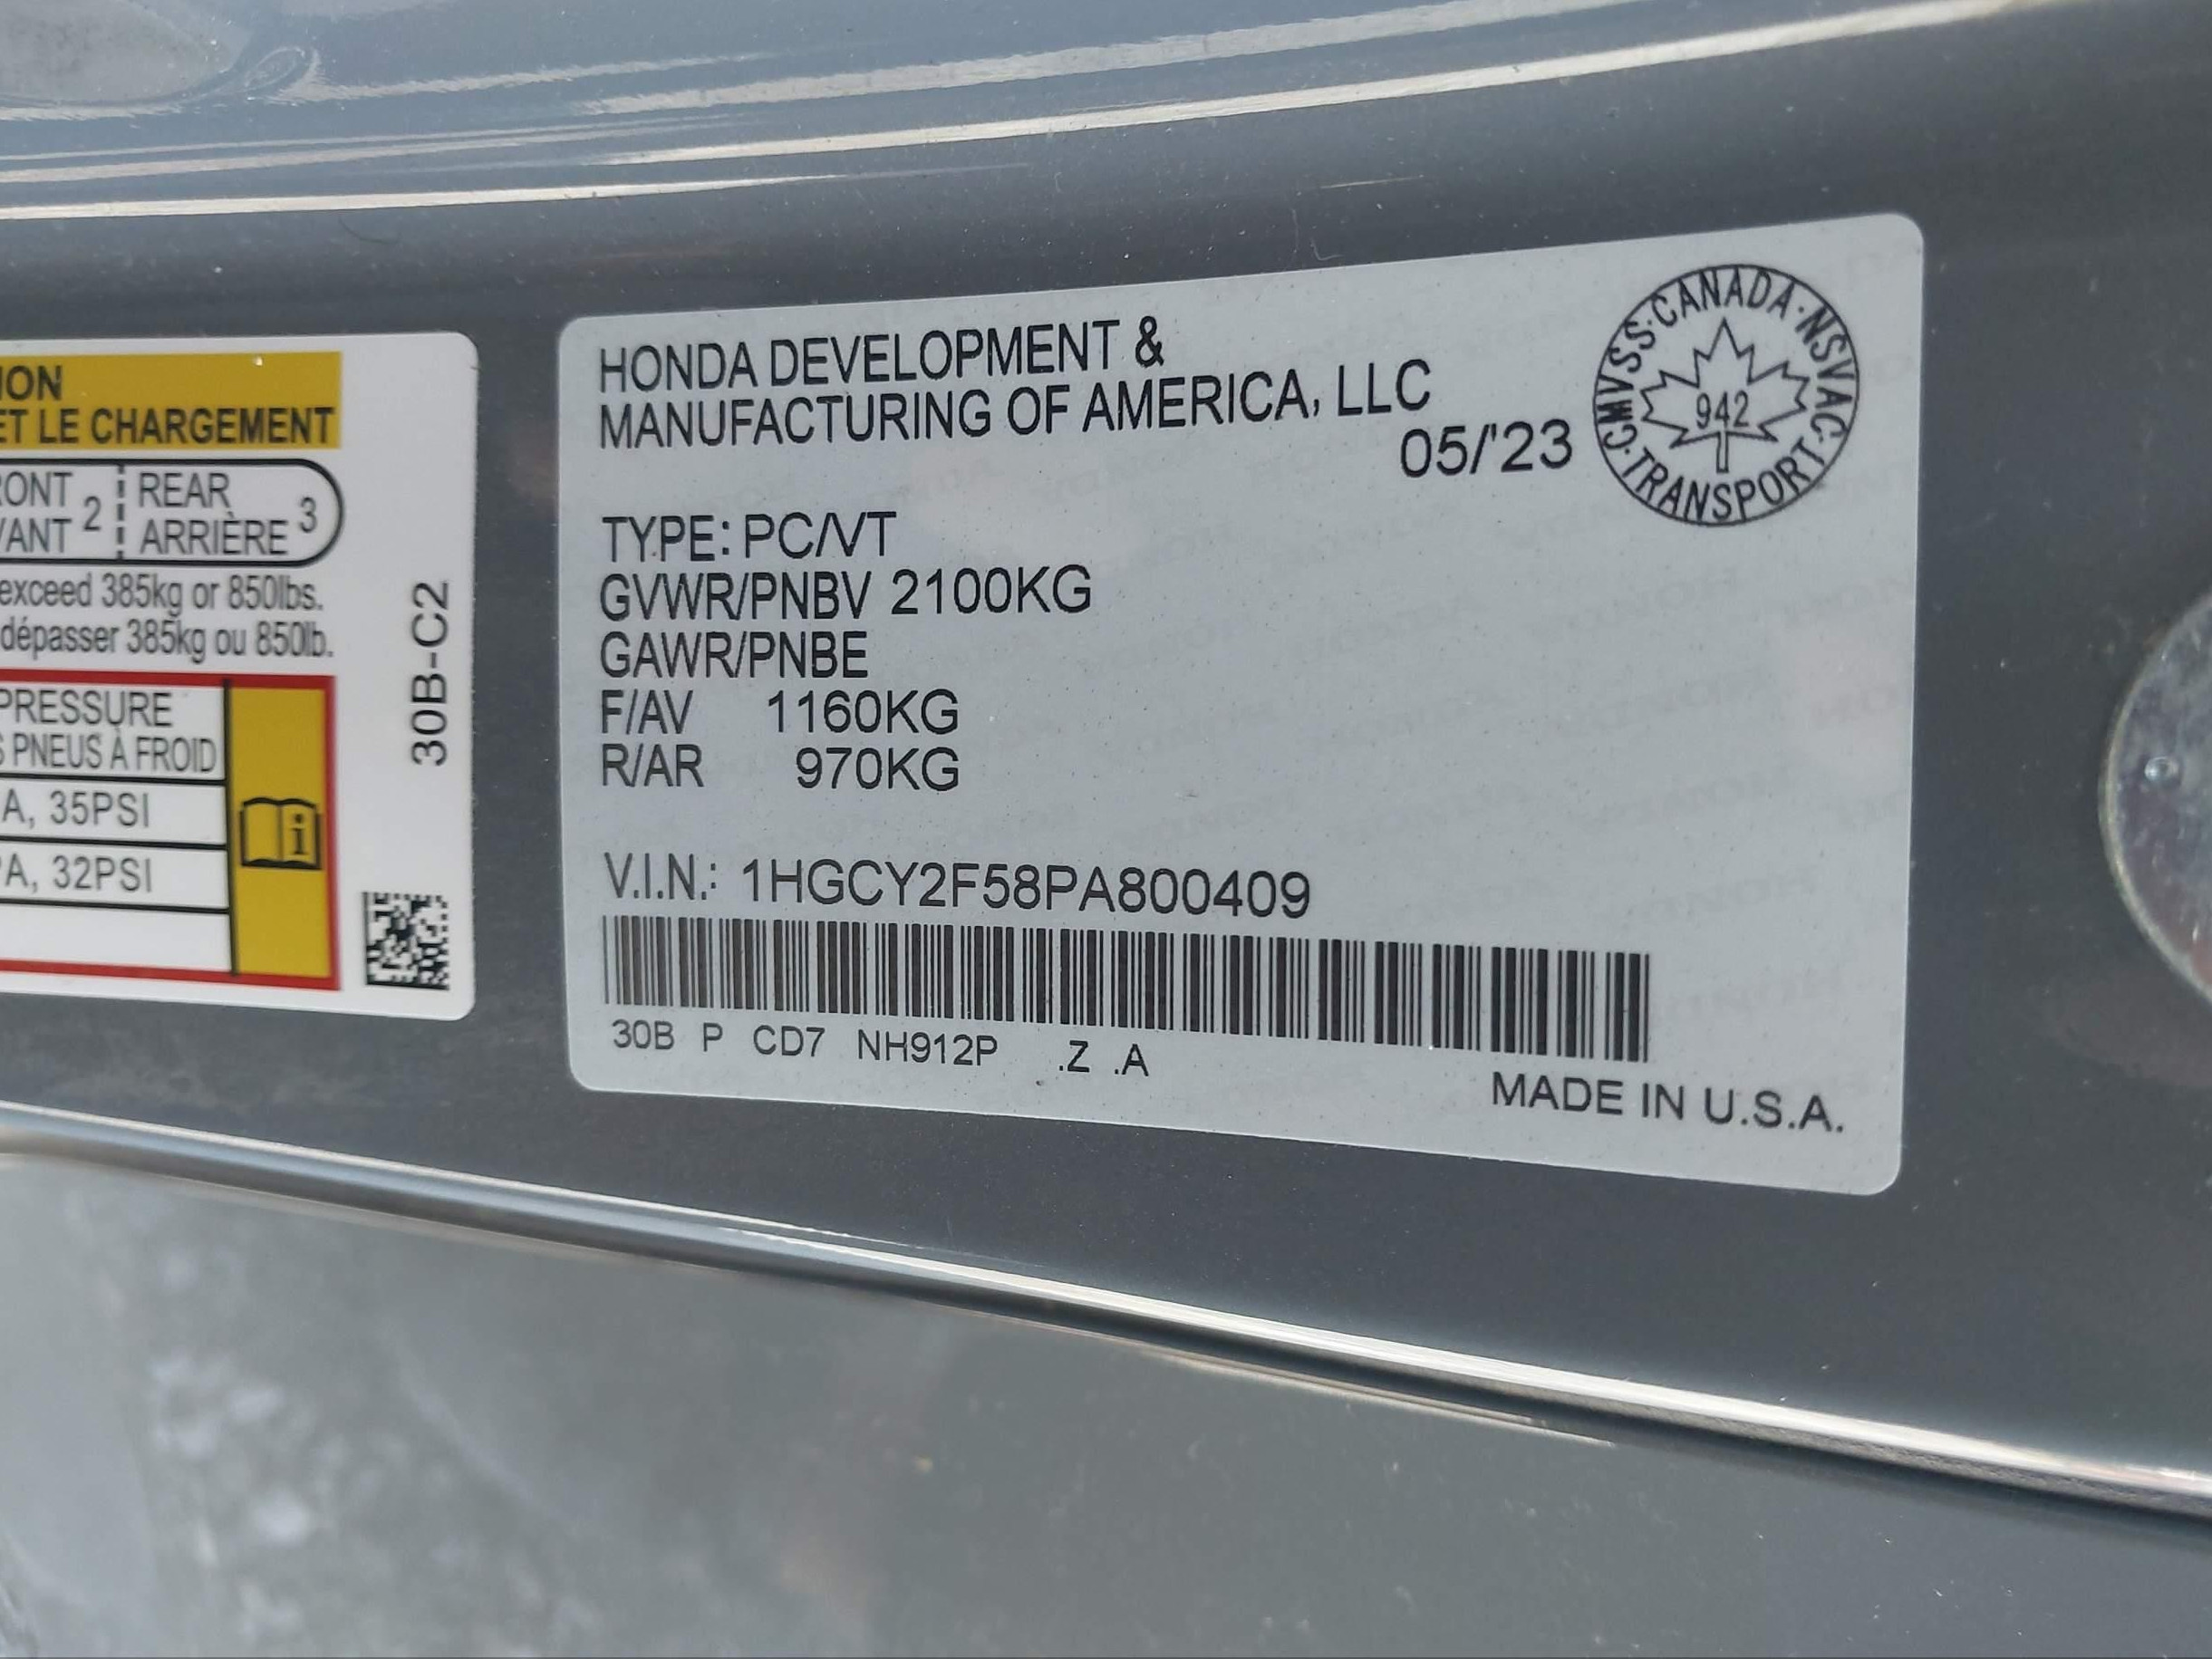 ION
ET LE CHARGEMENT
RONT 2 REAR 3
VANT ARRIÈRE
exceed 385kg or 850lbs.
dépasser 385kg ou 850lb.
PRESSURE
S PNEUS À FROID
A, 35PSI
PA, 32PSI
30B-C2
HONDA DEVELOPMENT &
MANUFACTURING OF AMERICA, LLC
05/'23
CMVSS·CANADA·NSVAC·TRANSPORT
942
TYPE: PC/VT
GVWR/PNBV 2100KG
GAWR/PNBE
F/AV 1160KG
R/AR 970KG
V.I.N.: 1HGCY2F58PA800409
30B P CD7 NH912P .Z .A
MADE IN U.S.A.